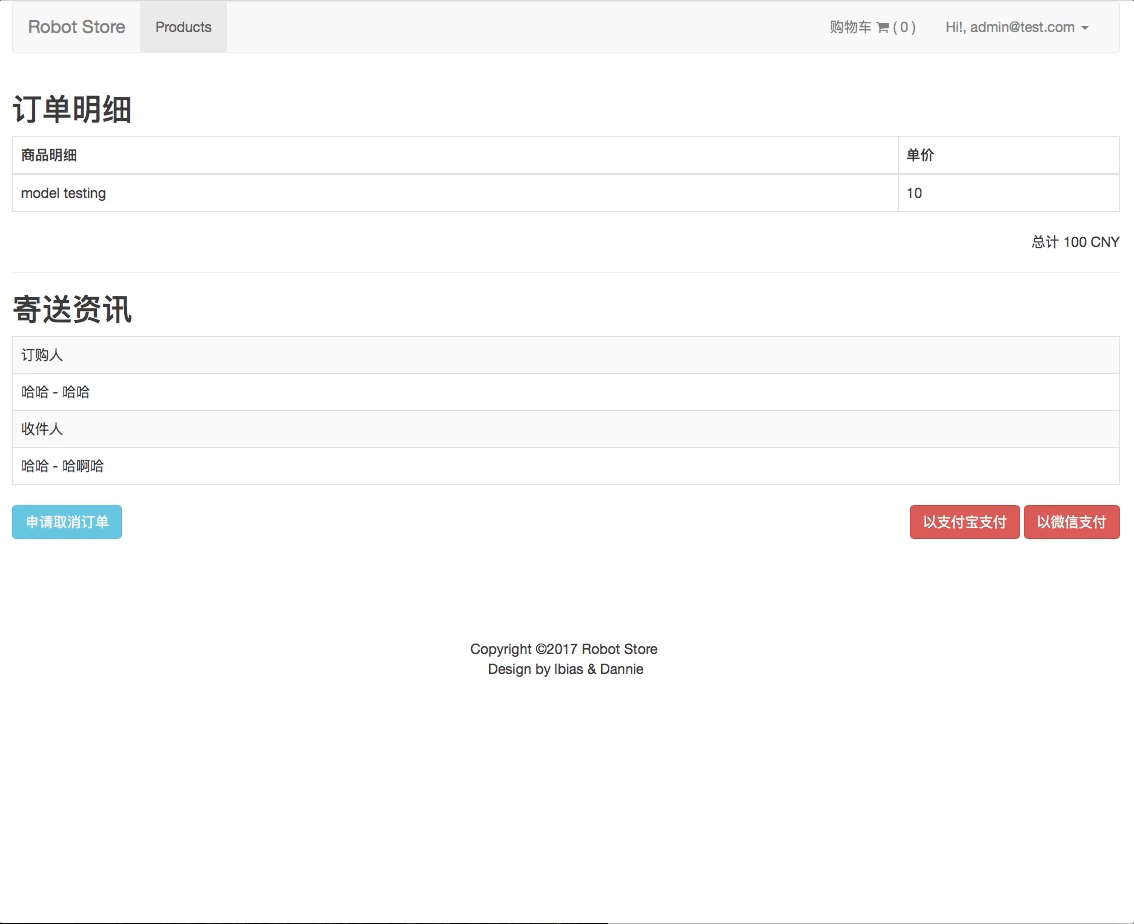 Robot Store Products 购物车 ( 0 ) Hi!, admin@test.com
订单明细
商品明细 单价
model testing 10
总计 100 CNY
寄送资讯
订购人
哈哈 - 哈哈
收件人
哈哈 - 哈啊哈
申请取消订单 以支付宝支付 以微信支付
Copyright ©2017 Robot Store
Design by lbias & Dannie